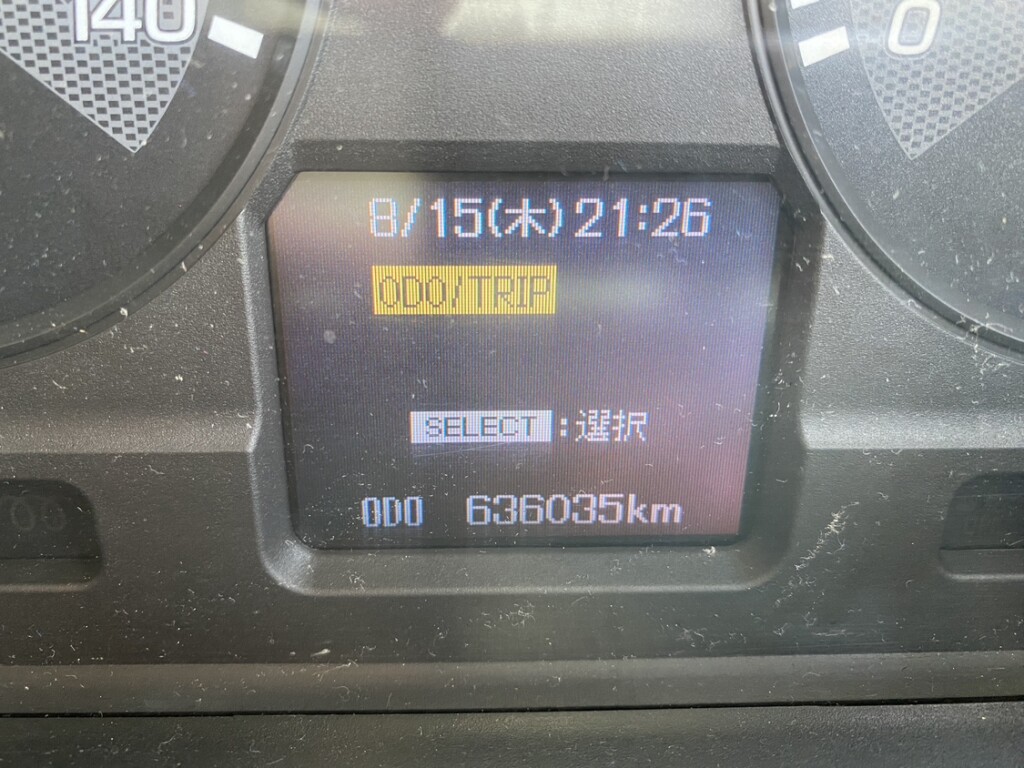 140
0
8/15(木)21:26
ODO/TRIP
SELECT:選択
ODO 636035km